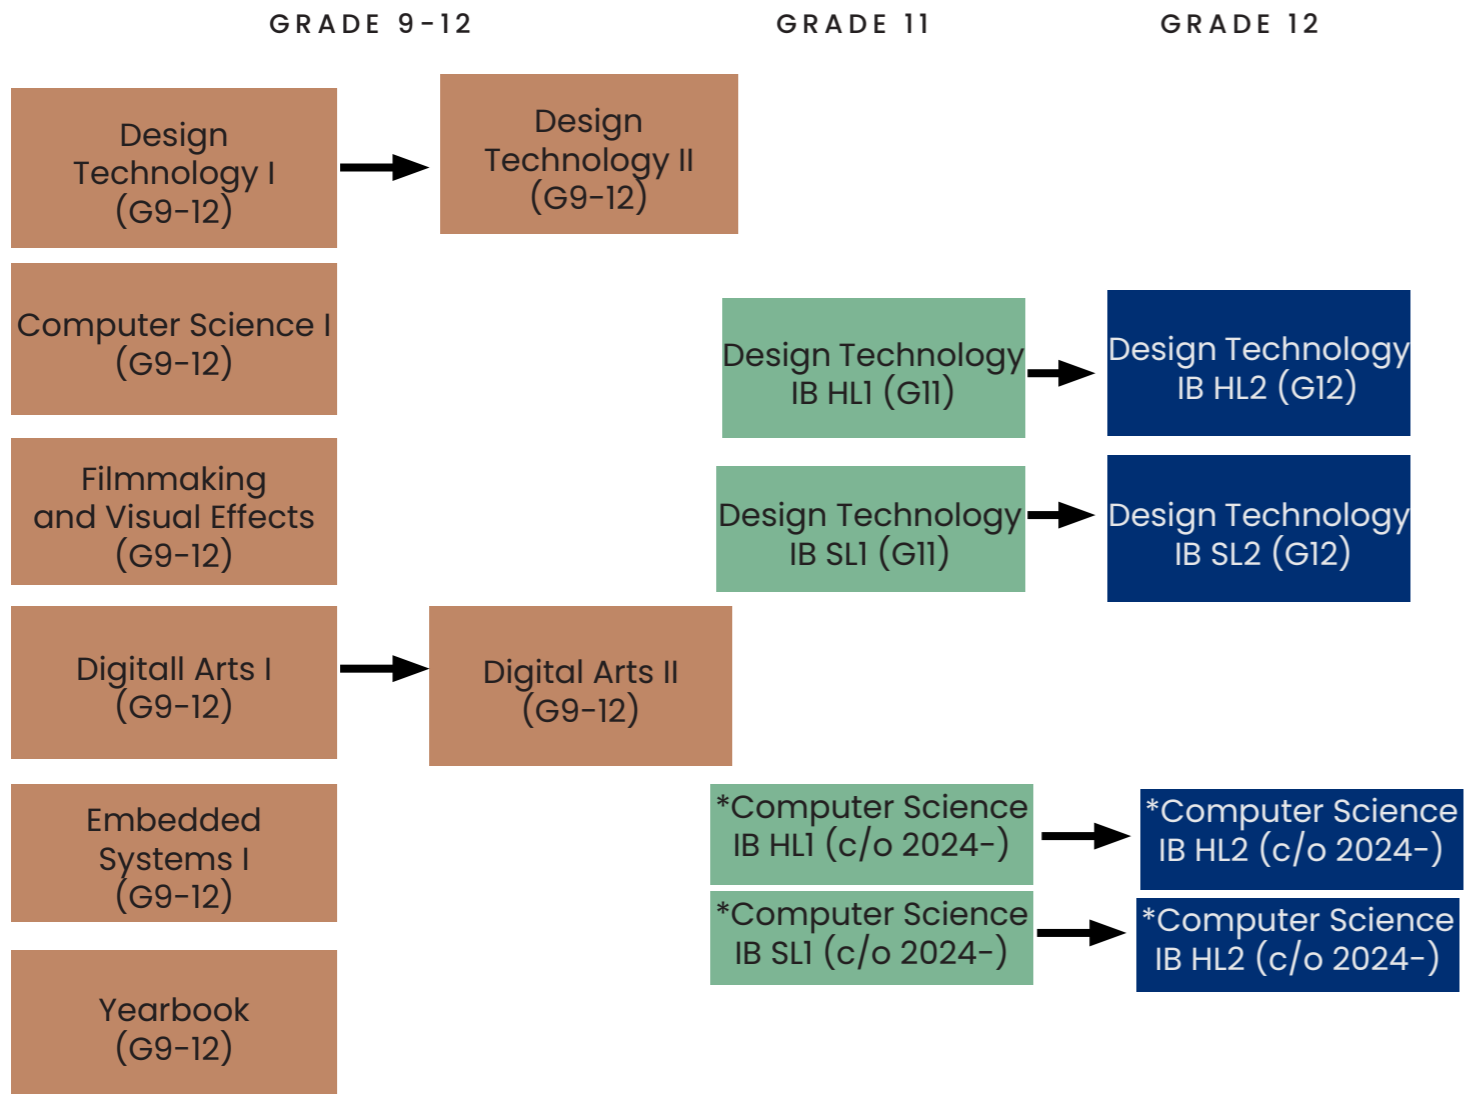 GRADE 9-12
GRADE 11
GRADE 12
Design
Technology I
(G9-12)
Design
Technology II
(G9-12)
Computer Science I
(G9-12)
Design Technology
IB HL1 (G11)
Design Technology
IB HL2 (G12)
Filmmaking
and Visual Effects
(G9-12)
Design Technology
IB SL1 (G11)
Design Technology
IB SL2 (G12)
Digitall Arts I
(G9-12)
Digital Arts II
(G9-12)
Embedded
Systems I
(G9-12)
*Computer Science
IB HL1 (c/o 2024-)
*Computer Science
IB HL2 (c/o 2024-)
*Computer Science
IB SL1 (c/o 2024-)
*Computer Science
IB HL2 (c/o 2024-)
Yearbook
(G9-12)